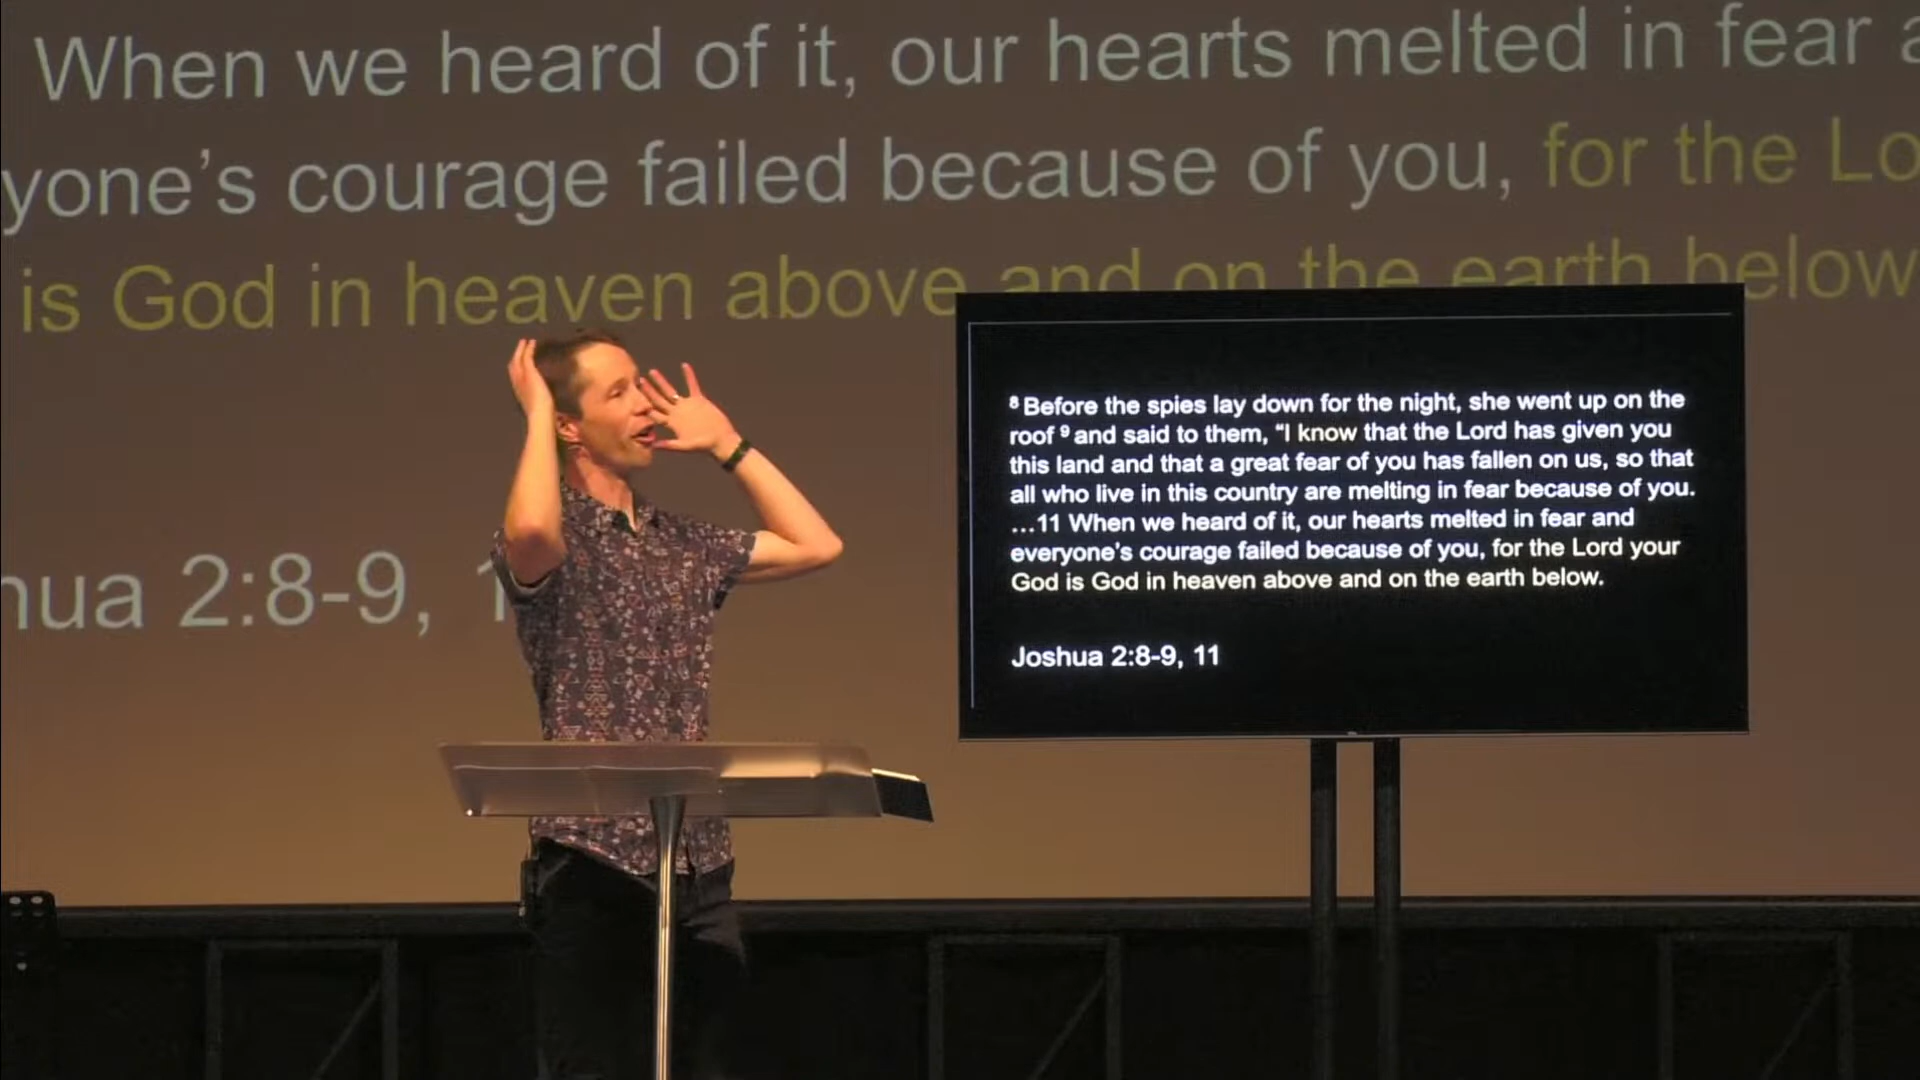 When we heard of it, our hearts melted in fear a
yone's courage failed because of you, for the Lo
is God in heaven above and on the earth below
hua 2:8-9, 1
⁸ Before the spies lay down for the night, she went up on the
roof ⁹ and said to them, “I know that the Lord has given you
this land and that a great fear of you has fallen on us, so that
all who live in this country are melting in fear because of you.
…11 When we heard of it, our hearts melted in fear and
everyone’s courage failed because of you, for the Lord your
God is God in heaven above and on the earth below.
Joshua 2:8-9, 11